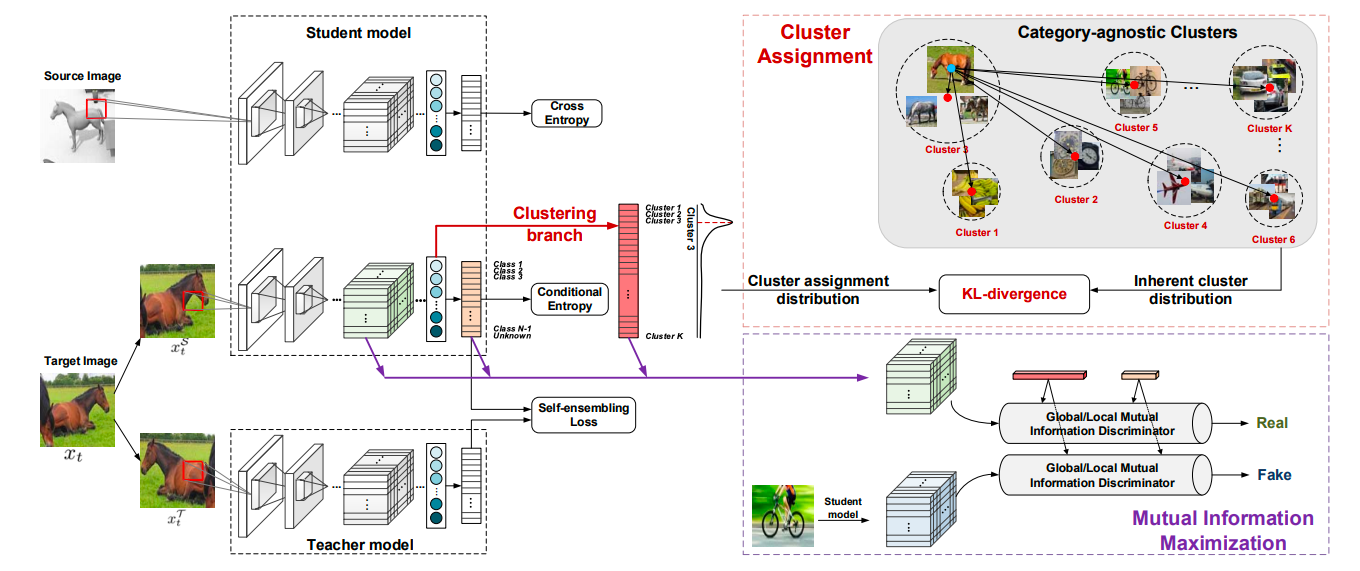 Student model
Source Image
Cross
Entropy
Clustering
branch
Cluster 1
Cluster 2
Cluster 3
Cluster K
Cluster 3
Class 1
Class 2
Class 3
Class N-1
Unknown
Conditional
Entropy
x_t^S
Target Image
x_t
x_t^T
Self-ensembling
Loss
Teacher model
Cluster
Assignment
Category-agnostic Clusters
Cluster 3
Cluster 5
...
Cluster K
Cluster 2
Cluster 4
Cluster 1
Cluster 6
Cluster assignment
distribution
KL-divergence
Inherent cluster
distribution
Global/Local Mutual
Information Discriminator
Real
Global/Local Mutual
Information Discriminator
Fake
Student
model
Mutual Information
Maximization